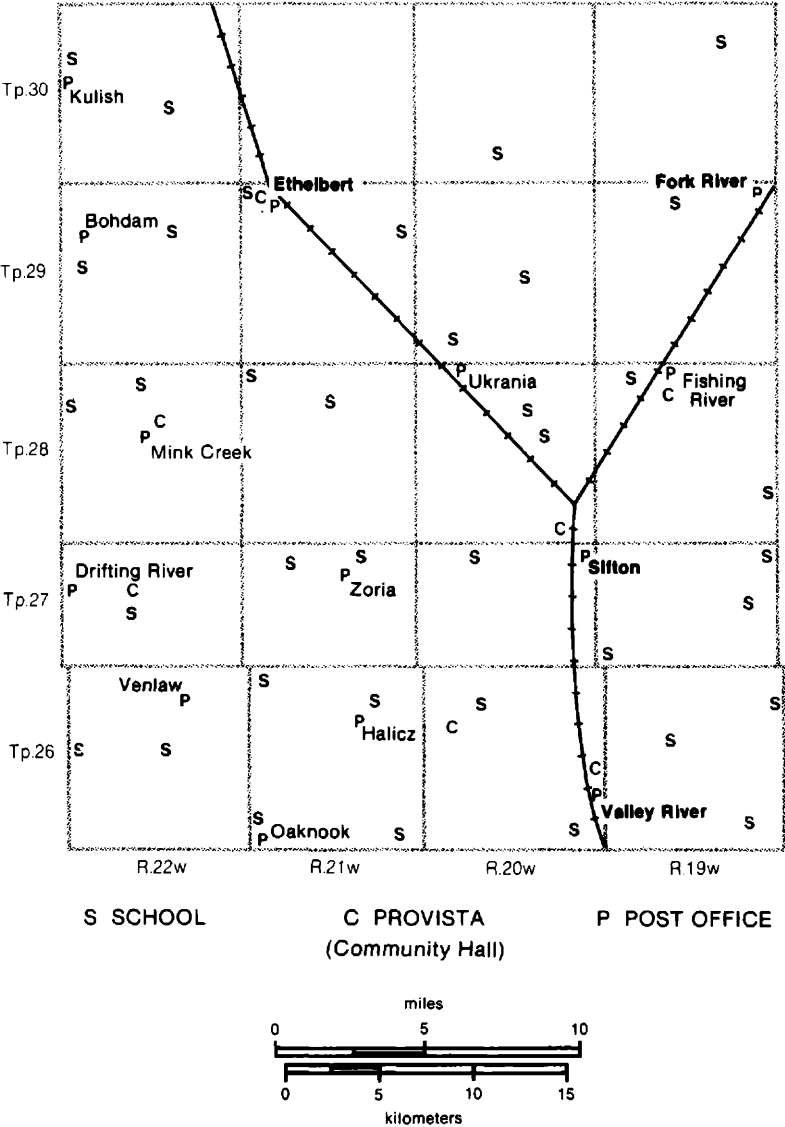 S
S
Tp.30
P
Kulish
S
S
Ethelbert
Fork River
S C P
P
S
Bohdam
P
S
S
S
Tp.29
S
S
P
Ukrania
S
P
Fishing
S
C
River
S
S
S
S
S
C
S
P
Mink Creek
Tp.28
S
C
Drifting River
S
S
P
Zoria
S
P
Sifton
S
P
C
S
Tp.27
S
S
Venlaw
P
S
S
P
Halicz
S
C
S
Tp.26
S
S
S
C
P
Valley River
S
P
Oaknook
S
S
S
R.22w
R.21w
R.20w
R.19w
S SCHOOL
C PROVISTA
(Community Hall)
P POST OFFICE
miles
0 5 10
0 5 10 15
kilometers